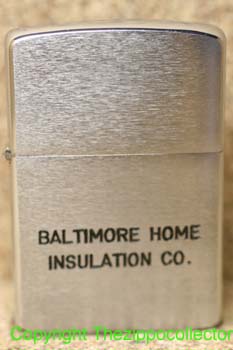 BALTIMORE HOME
INSULATION CO.
Copyright Thezippocollector